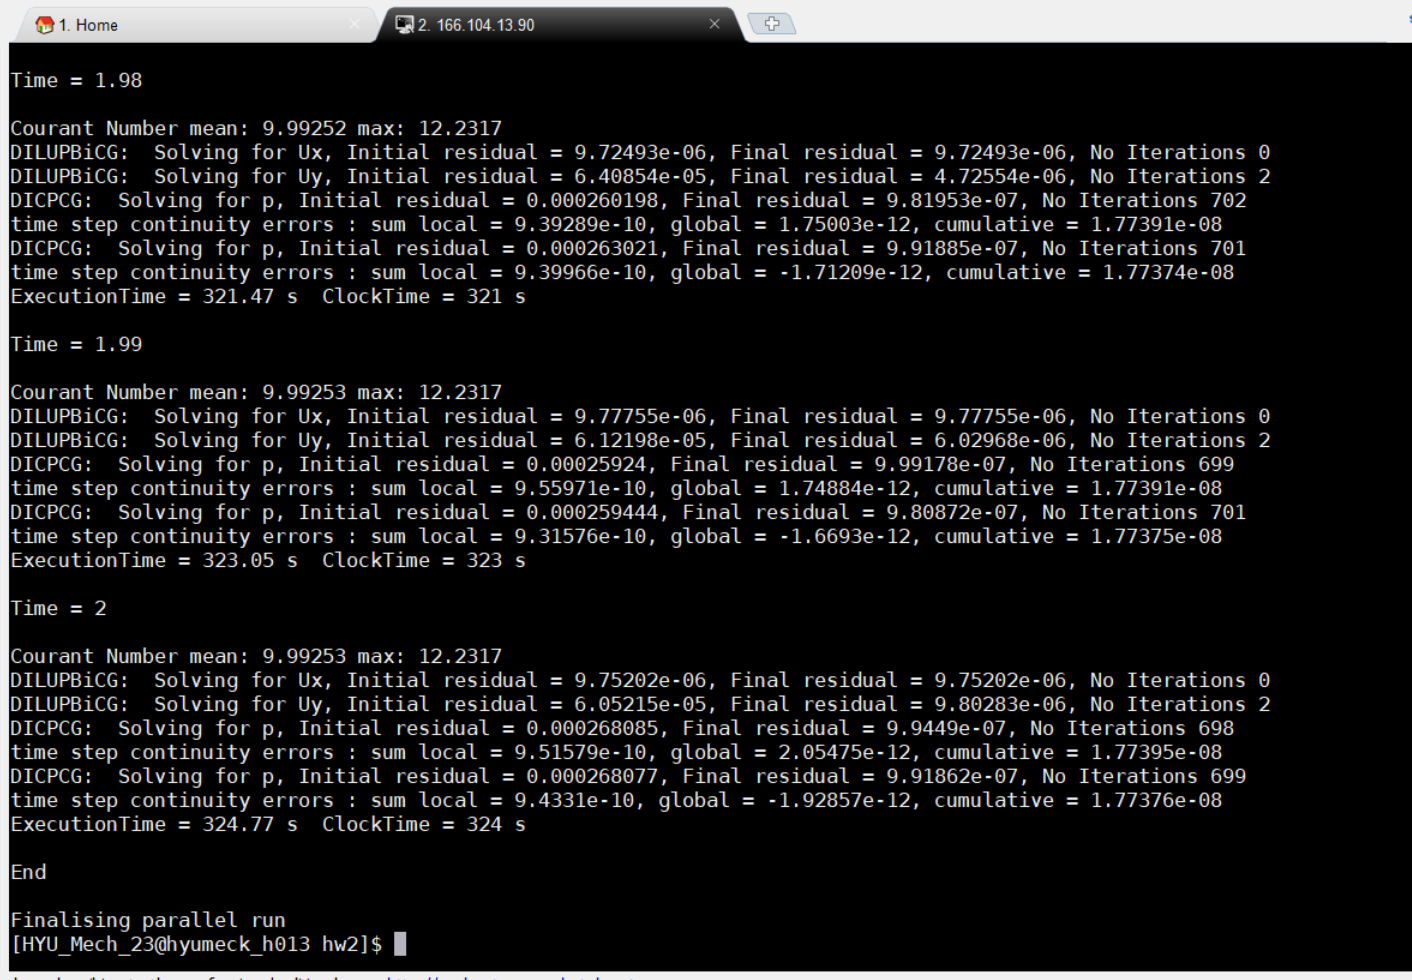 1. Home
2. 166.104.13.90
Time = 1.98
Courant Number mean: 9.99252 max: 12.2317
DILUPBiCG:  Solving for Ux, Initial residual = 9.72493e-06, Final residual = 9.72493e-06, No Iterations 0
DILUPBiCG:  Solving for Uy, Initial residual = 6.40854e-05, Final residual = 4.72554e-06, No Iterations 2
DICPCG:  Solving for p, Initial residual = 0.000260198, Final residual = 9.81953e-07, No Iterations 702
time step continuity errors : sum local = 9.39289e-10, global = 1.75003e-12, cumulative = 1.77391e-08
DICPCG:  Solving for p, Initial residual = 0.000263021, Final residual = 9.91885e-07, No Iterations 701
time step continuity errors : sum local = 9.39966e-10, global = -1.71209e-12, cumulative = 1.77374e-08
ExecutionTime = 321.47 s  ClockTime = 321 s
Time = 1.99
Courant Number mean: 9.99253 max: 12.2317
DILUPBiCG:  Solving for Ux, Initial residual = 9.77755e-06, Final residual = 9.77755e-06, No Iterations 0
DILUPBiCG:  Solving for Uy, Initial residual = 6.12198e-05, Final residual = 6.02968e-06, No Iterations 2
DICPCG:  Solving for p, Initial residual = 0.00025924, Final residual = 9.99178e-07, No Iterations 699
time step continuity errors : sum local = 9.55971e-10, global = 1.74884e-12, cumulative = 1.77391e-08
DICPCG:  Solving for p, Initial residual = 0.000259444, Final residual = 9.80872e-07, No Iterations 701
time step continuity errors : sum local = 9.31576e-10, global = -1.6693e-12, cumulative = 1.77375e-08
ExecutionTime = 323.05 s  ClockTime = 323 s
Time = 2
Courant Number mean: 9.99253 max: 12.2317
DILUPBiCG:  Solving for Ux, Initial residual = 9.75202e-06, Final residual = 9.75202e-06, No Iterations 0
DILUPBiCG:  Solving for Uy, Initial residual = 6.05215e-05, Final residual = 9.80283e-06, No Iterations 2
DICPCG:  Solving for p, Initial residual = 0.000268085, Final residual = 9.9449e-07, No Iterations 698
time step continuity errors : sum local = 9.51579e-10, global = 2.05475e-12, cumulative = 1.77395e-08
DICPCG:  Solving for p, Initial residual = 0.000268077, Final residual = 9.91862e-07, No Iterations 699
time step continuity errors : sum local = 9.4331e-10, global = -1.92857e-12, cumulative = 1.77376e-08
ExecutionTime = 324.77 s  ClockTime = 324 s
End
Finalising parallel run
[HYU_Mech_23@hyumeck_h013 hw2]$